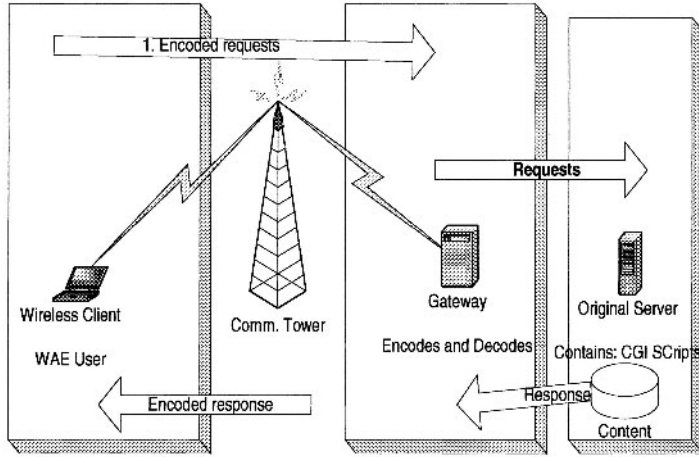 1. Encoded requests
Requests
Wireless Client
Comm. Tower
Gateway
Original Server
WAE User
Encodes and Decodes
Contains: CGI SCripts
Encoded response
Response
Content